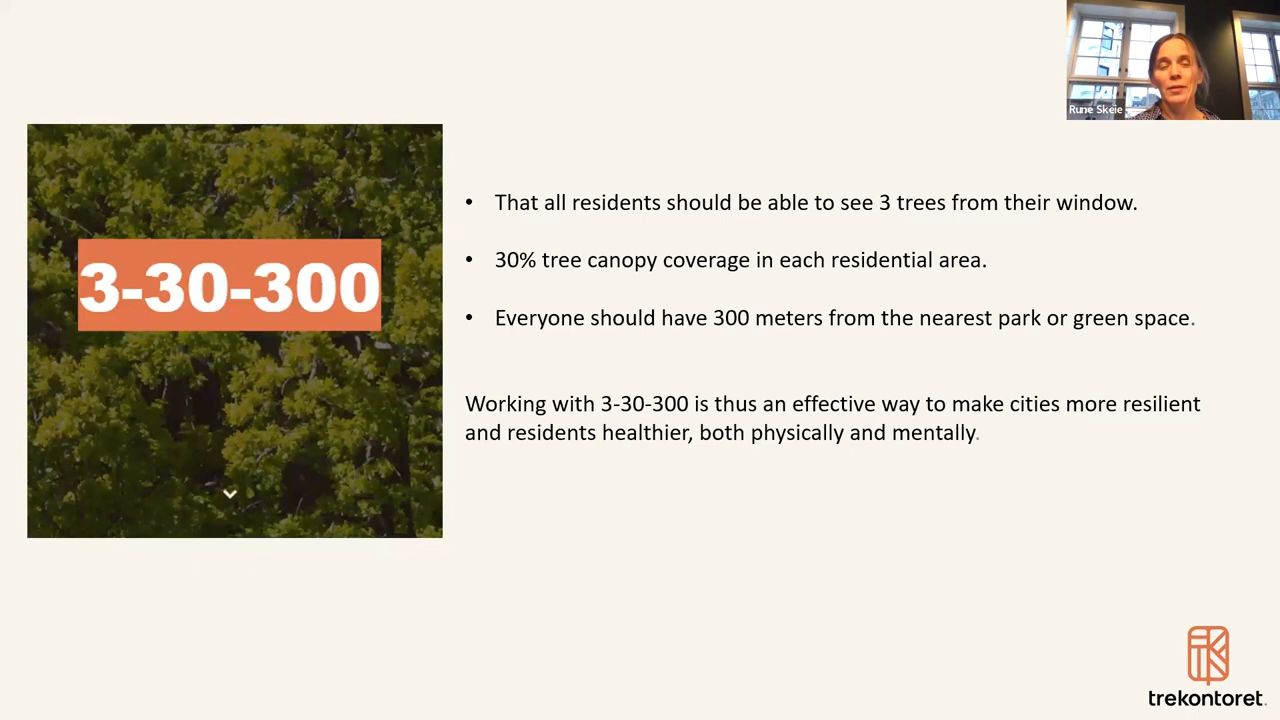 Rune Skeie
3-30-300
• That all residents should be able to see 3 trees from their window.
• 30% tree canopy coverage in each residential area.
• Everyone should have 300 meters from the nearest park or green space.
Working with 3-30-300 is thus an effective way to make cities more resilient
and residents healthier, both physically and mentally.
trekontoret.